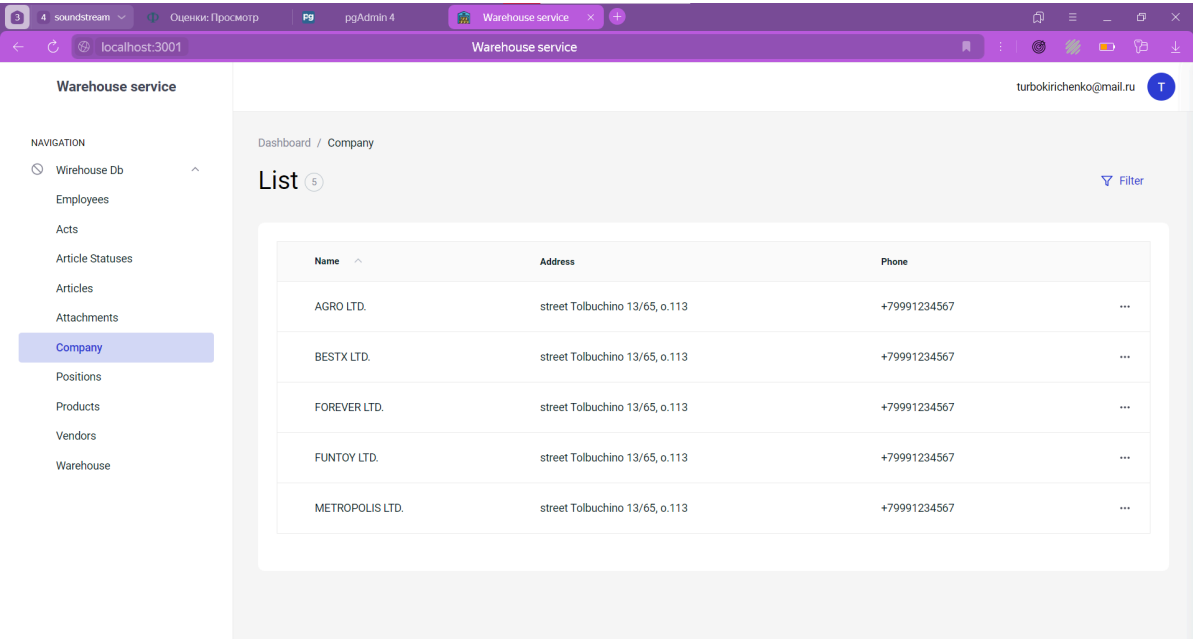 3 4 soundstream Оценки: Просмотр Pg pgAdmin 4 Warehouse service
localhost:3001 Warehouse service
Warehouse service
turbokirichenko@mail.ru T
NAVIGATION
Wirehouse Db
Employees
Acts
Article Statuses
Articles
Attachments
Company
Positions
Products
Vendors
Warehouse
Dashboard / Company
List 5
Filter
Name Address Phone
AGRO LTD. street Tolbuchino 13/65, o.113 +79991234567
BESTX LTD. street Tolbuchino 13/65, o.113 +79991234567
FOREVER LTD. street Tolbuchino 13/65, o.113 +79991234567
FUNTOY LTD. street Tolbuchino 13/65, o.113 +79991234567
METROPOLIS LTD. street Tolbuchino 13/65, o.113 +79991234567